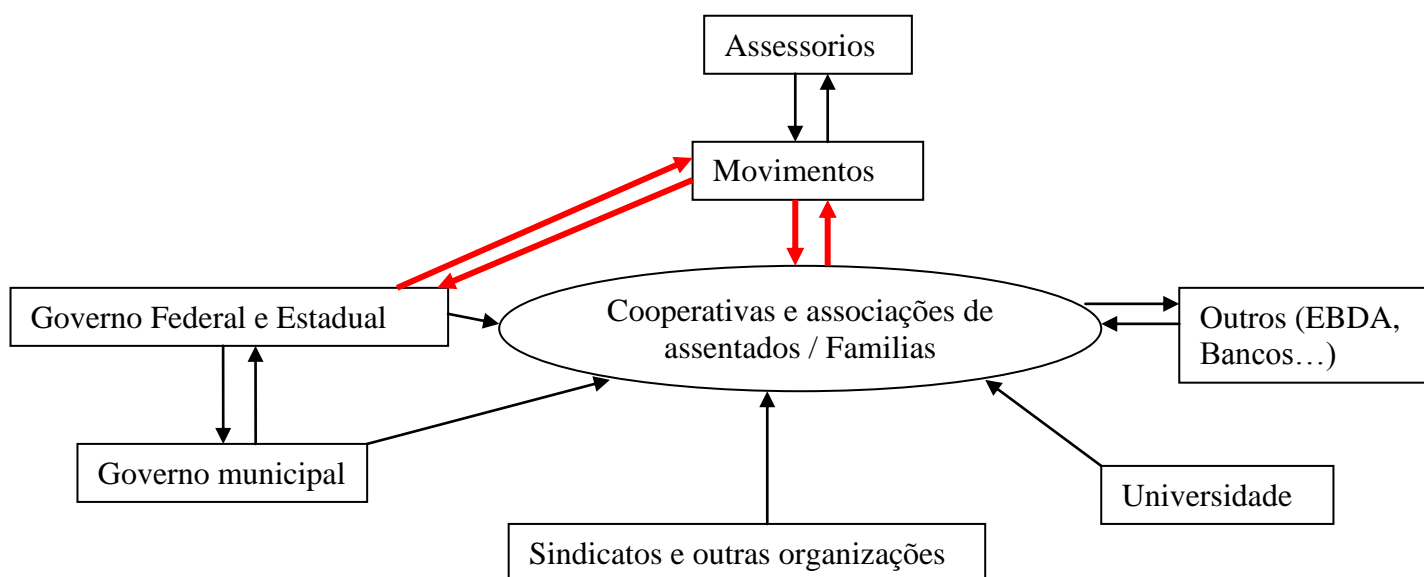 Assessorios
Movimentos
Governo Federal e Estadual
Cooperativas e associações de
assentados / Familias
Outros (EBDA,
Bancos…)
Governo municipal
Universidade
Sindicatos e outras organizações